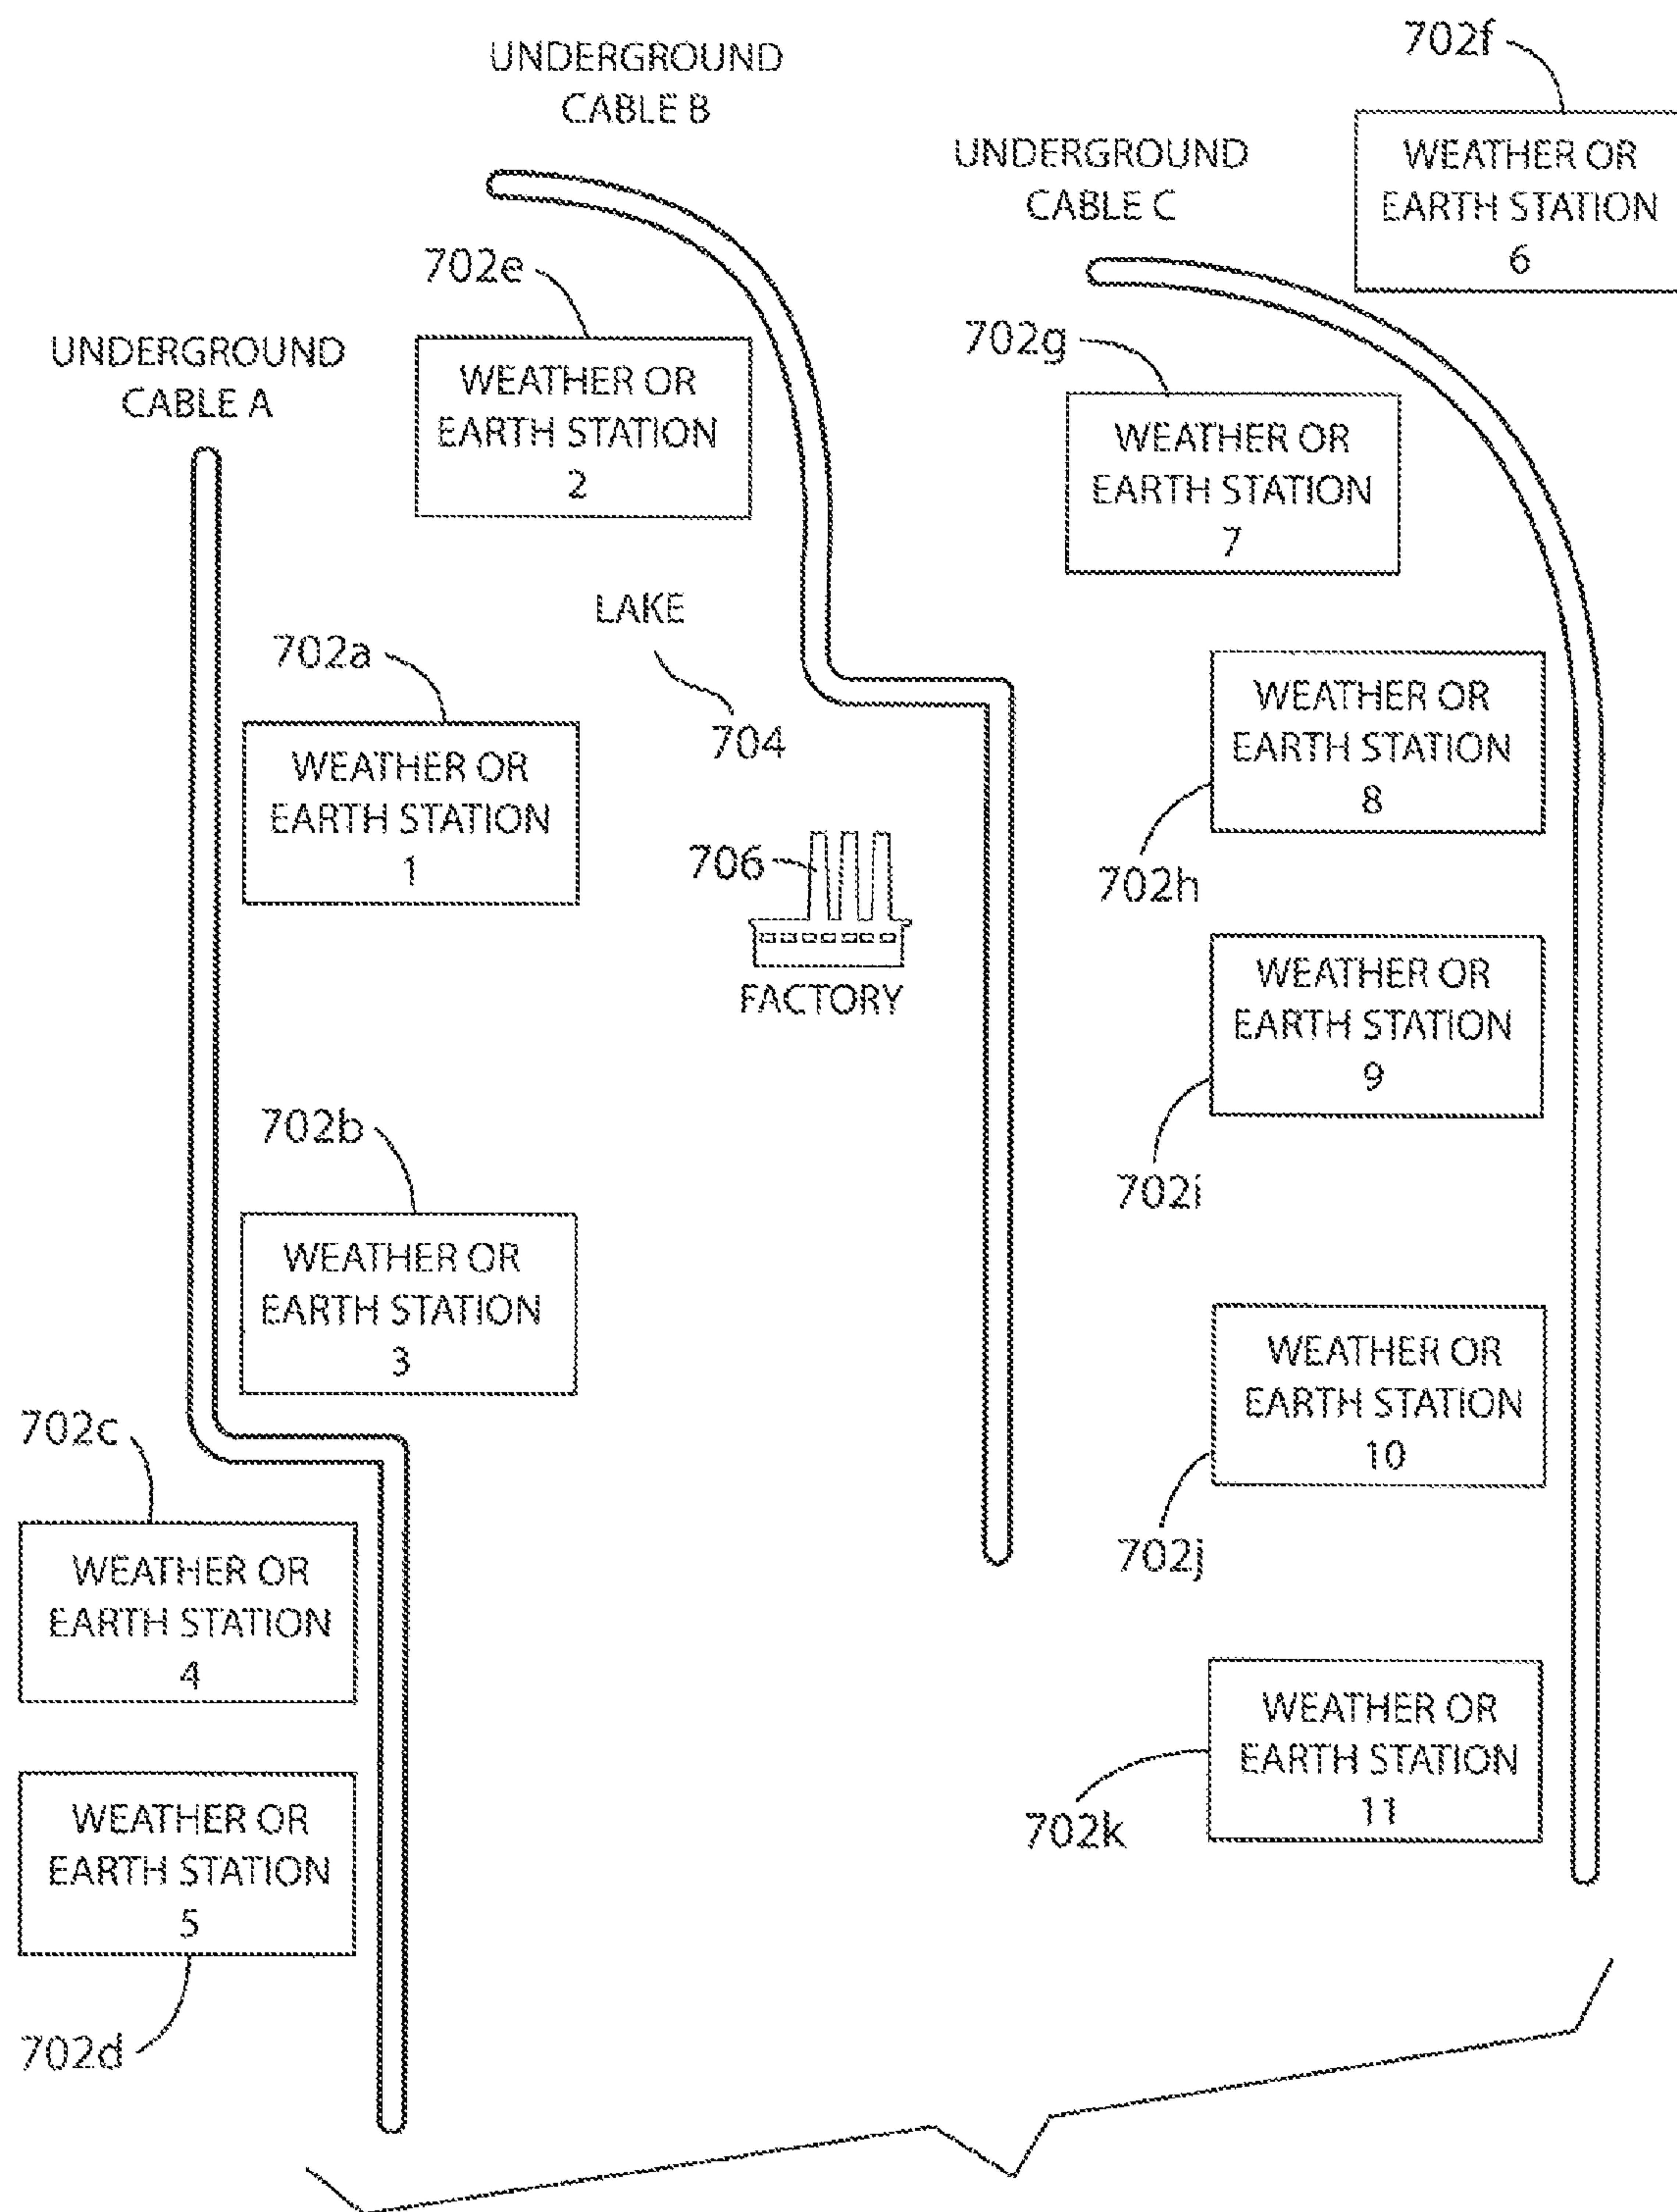 UNDERGROUND
CABLE B
702f
UNDERGROUND
CABLE C
WEATHER OR
EARTH STATION
6
702e
702g
UNDERGROUND
CABLE A
WEATHER OR
EARTH STATION
2
WEATHER OR
EARTH STATION
7
LAKE
704
702a
WEATHER OR
EARTH STATION
1
WEATHER OR
EARTH STATION
8
702h
706
FACTORY
WEATHER OR
EARTH STATION
9
702i
702b
WEATHER OR
EARTH STATION
3
WEATHER OR
EARTH STATION
10
702j
702c
WEATHER OR
EARTH STATION
4
WEATHER OR
EARTH STATION
11
702k
WEATHER OR
EARTH STATION
5
702d